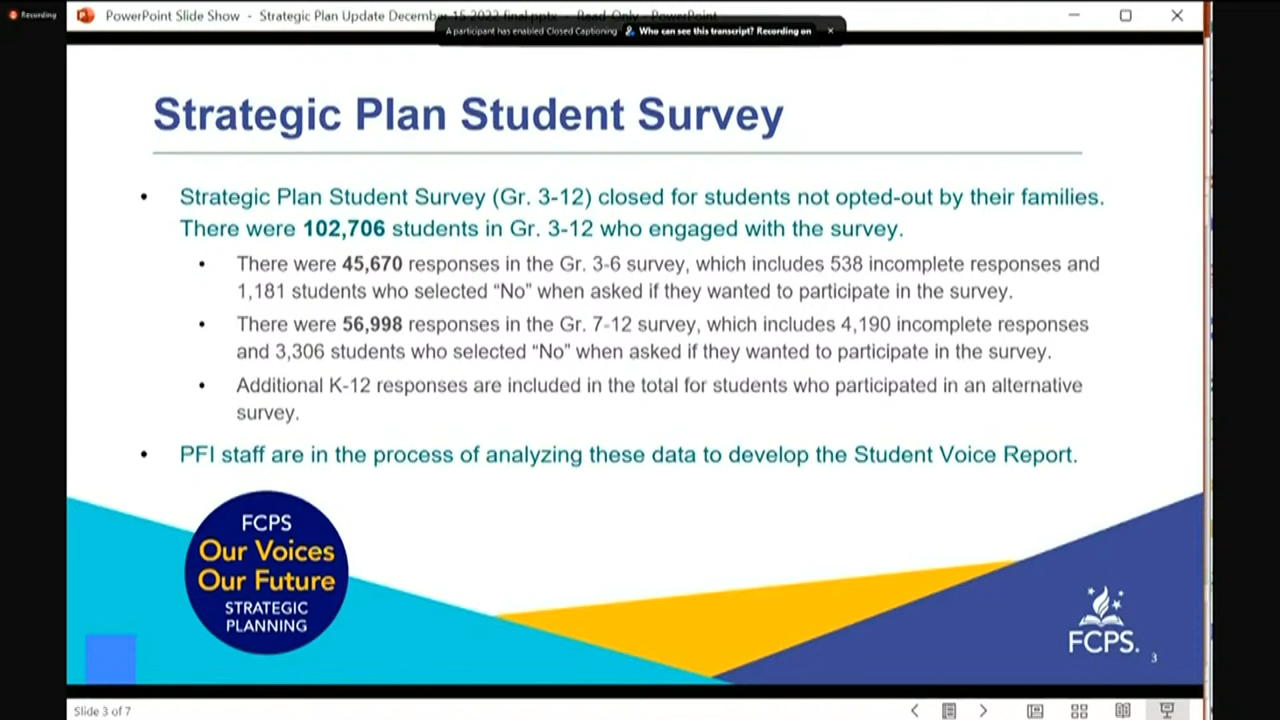 Recording
PowerPoint Slide Show - Strategic Plan Update December 15 2022 final.pptx - Read-Only - PowerPoint
A participant has enabled Closed Captioning Who can see this transcript? Recording on
Strategic Plan Student Survey
• Strategic Plan Student Survey (Gr. 3-12) closed for students not opted-out by their families.
There were 102,706 students in Gr. 3-12 who engaged with the survey.
• There were 45,670 responses in the Gr. 3-6 survey, which includes 538 incomplete responses and
1,181 students who selected “No” when asked if they wanted to participate in the survey.
• There were 56,998 responses in the Gr. 7-12 survey, which includes 4,190 incomplete responses
and 3,306 students who selected “No” when asked if they wanted to participate in the survey.
• Additional K-12 responses are included in the total for students who participated in an alternative
survey.
• PFI staff are in the process of analyzing these data to develop the Student Voice Report.
FCPS
Our Voices
Our Future
STRATEGIC
PLANNING
FCPS.
3
Slide 3 of 7